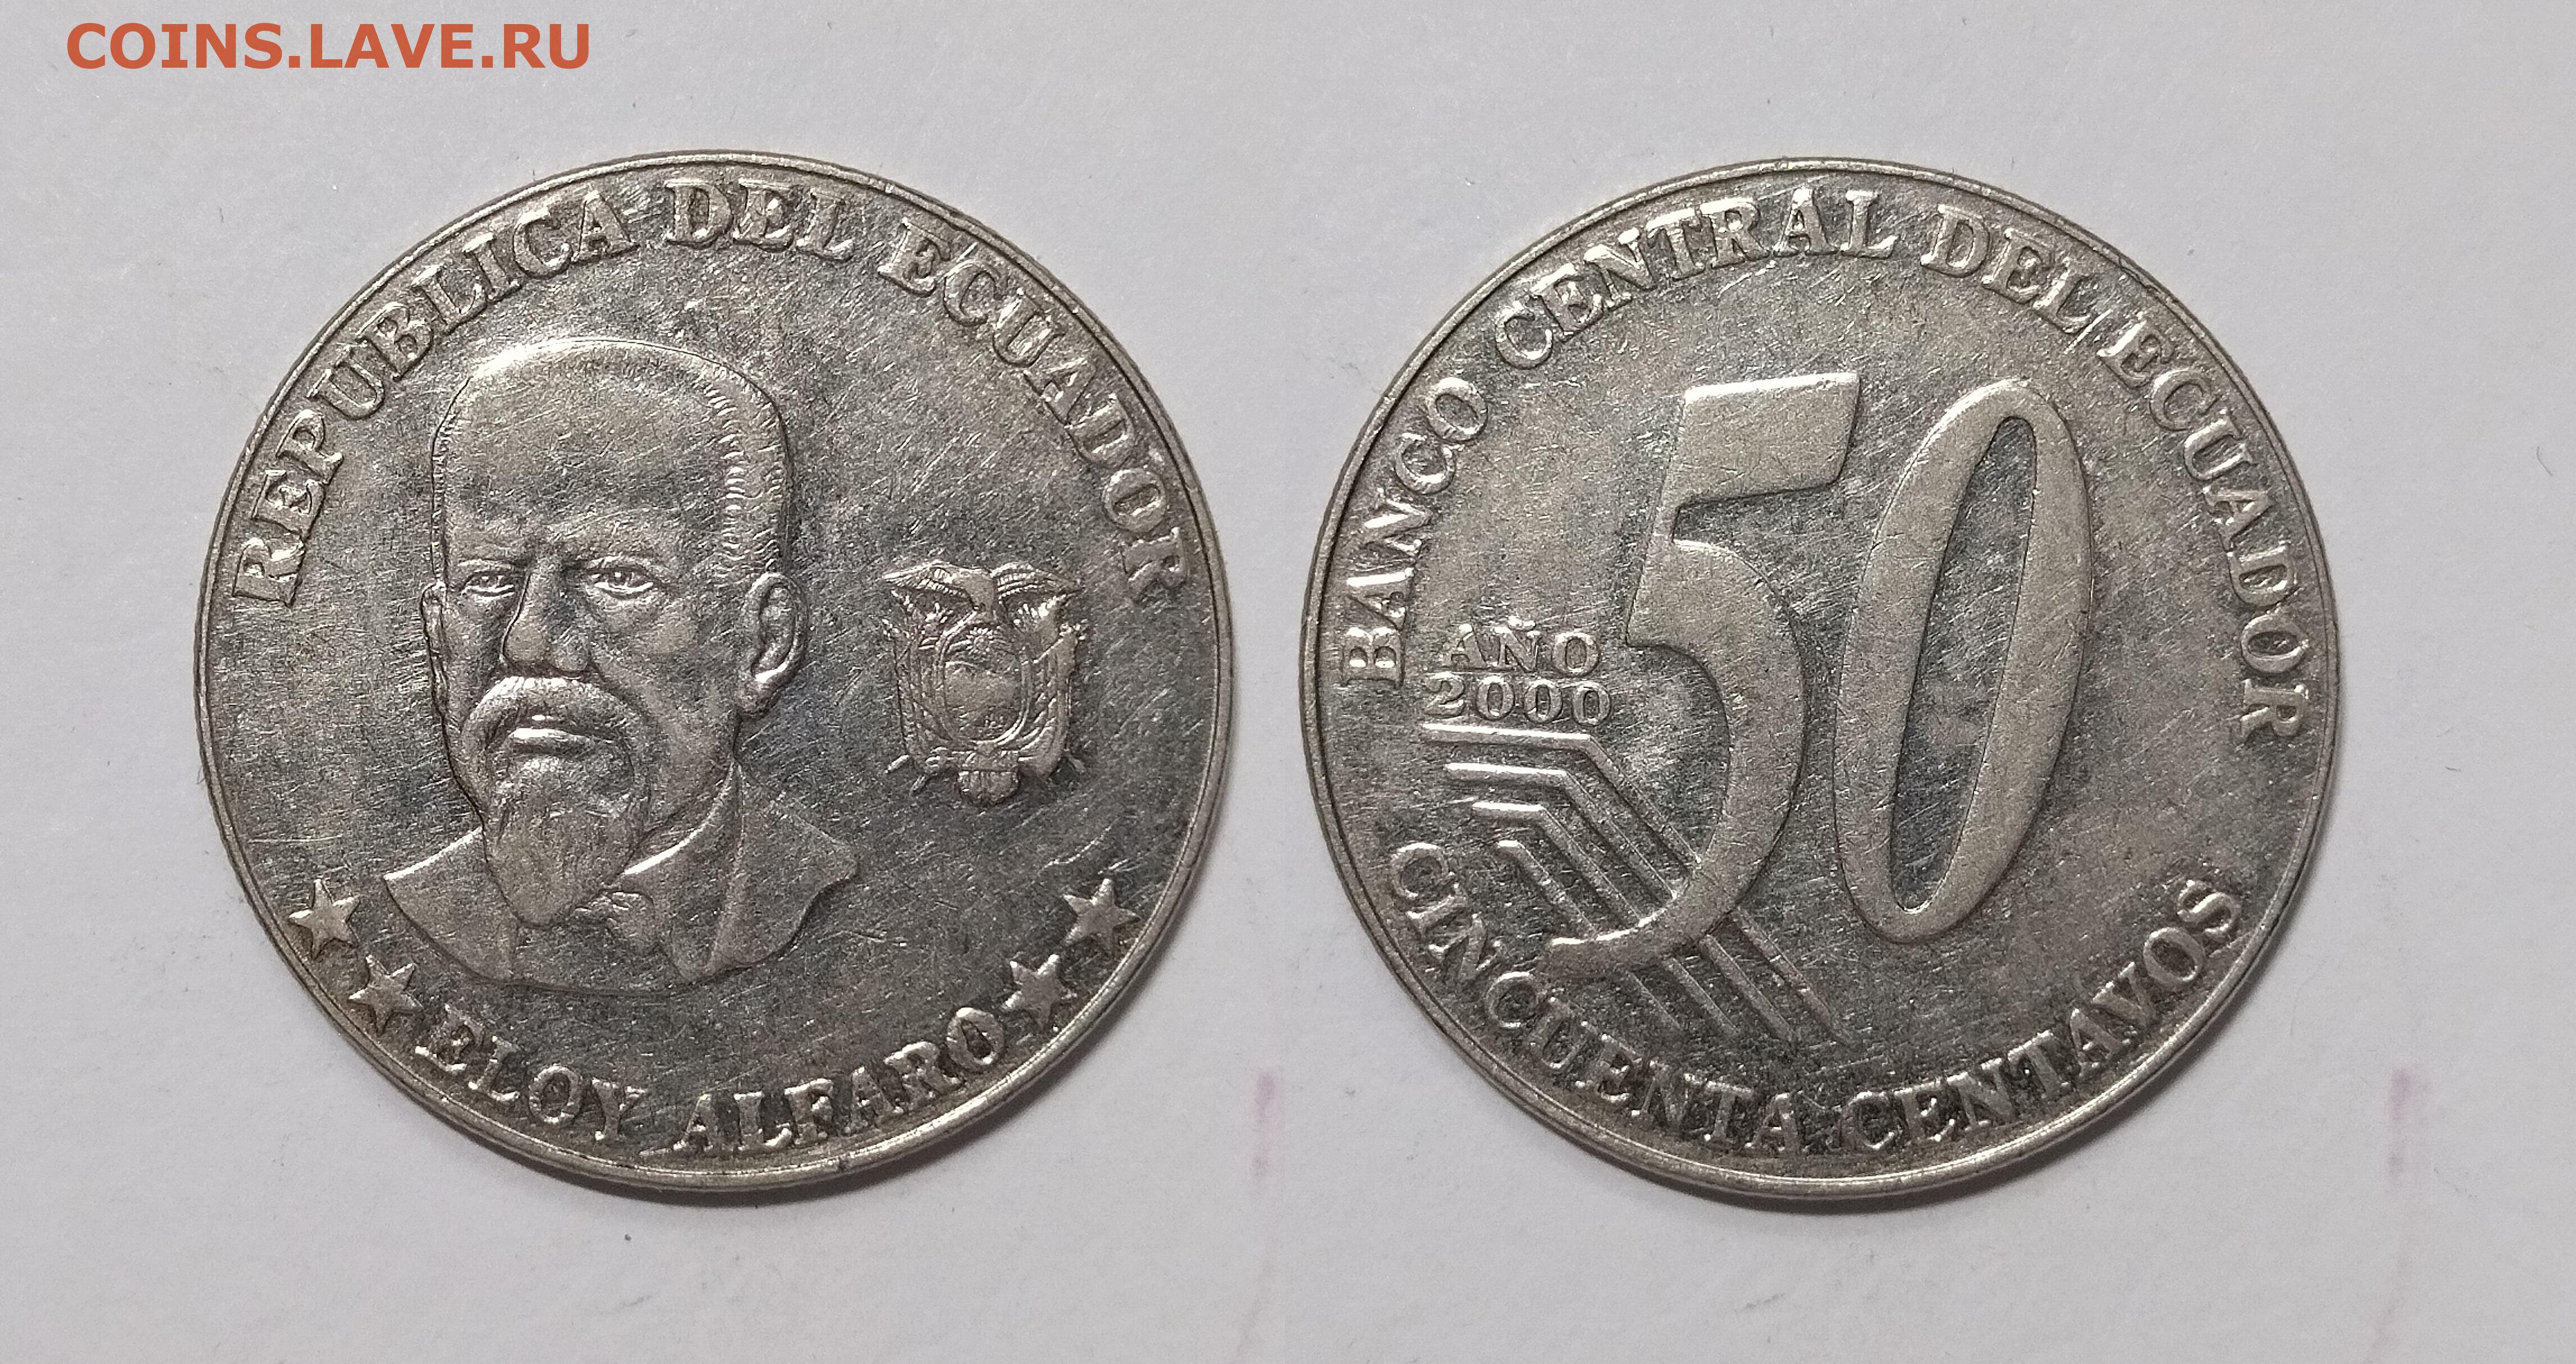 COINS.LAVE.RU
REPUBLICA DEL ECUADOR
ELOY ALFARO
BANCO CENTRAL DEL ECUADOR
50
AÑO
2000
CINCUENTA CENTAVOS